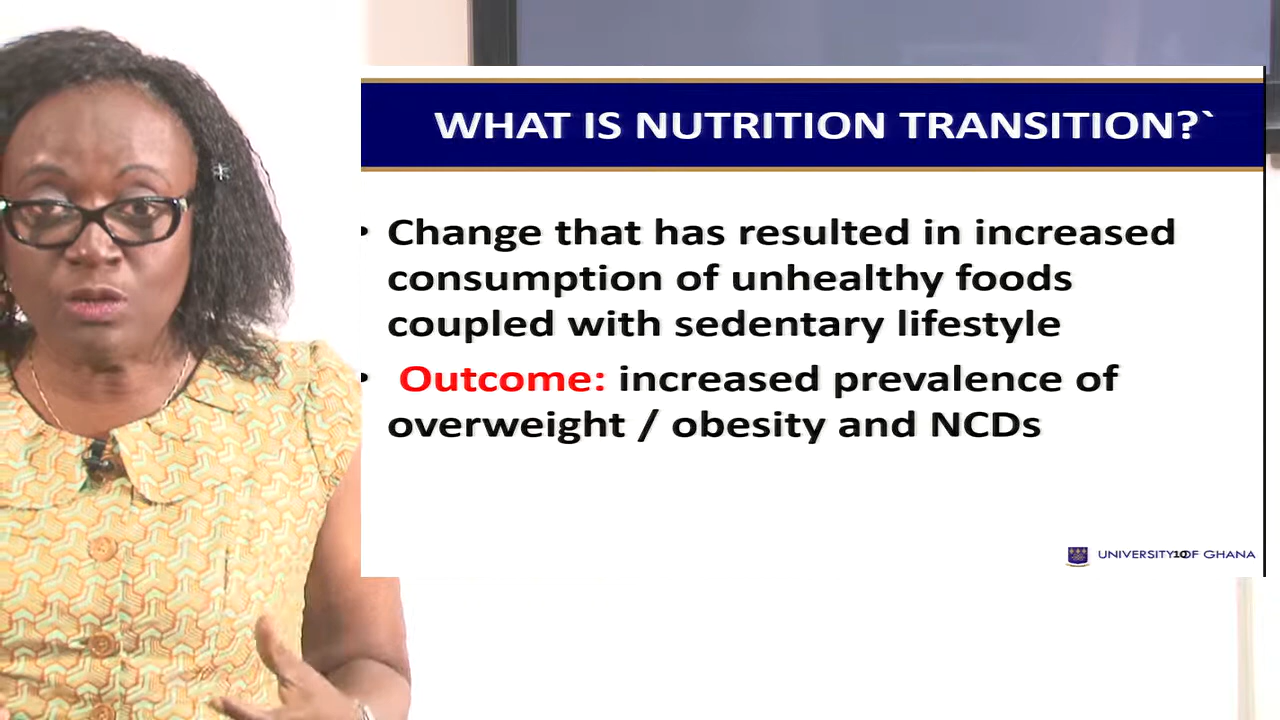 WHAT IS NUTRITION TRANSITION?`
• Change that has resulted in increased
consumption of unhealthy foods
coupled with sedentary lifestyle
• Outcome: increased prevalence of
overweight / obesity and NCDs
UNIVERSITY OF GHANA
10